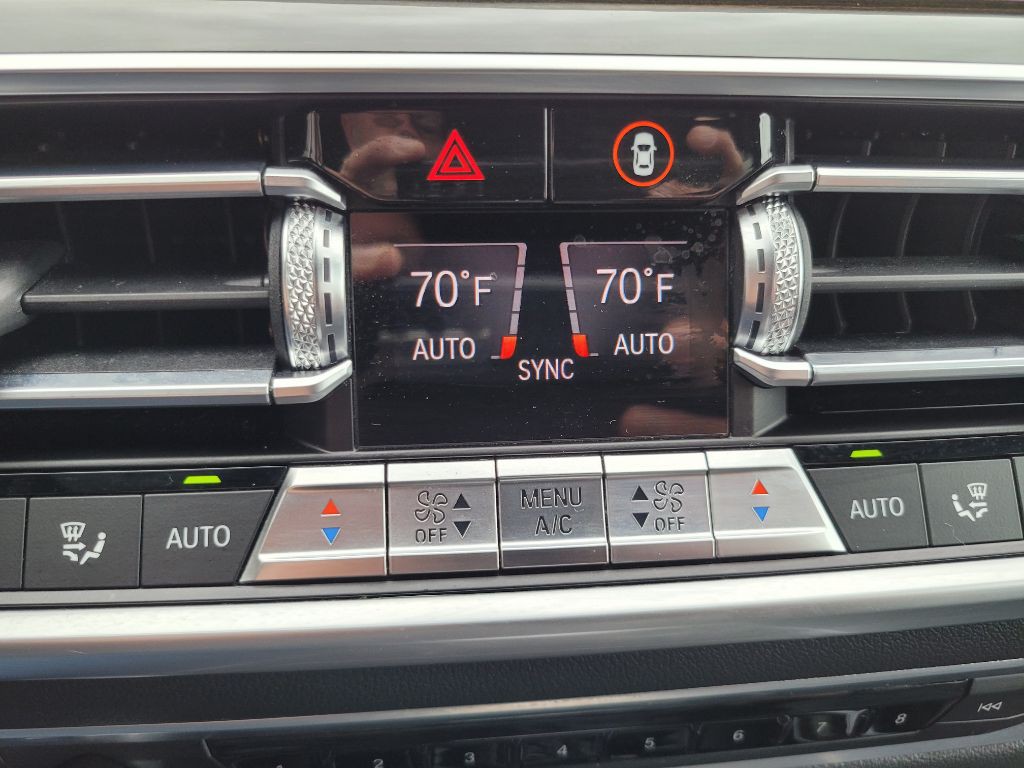 70°F 70°F
AUTO AUTO
SYNC
AUTO OFF MENU OFF AUTO
A/C
1 2 3 4 5 6 7 8